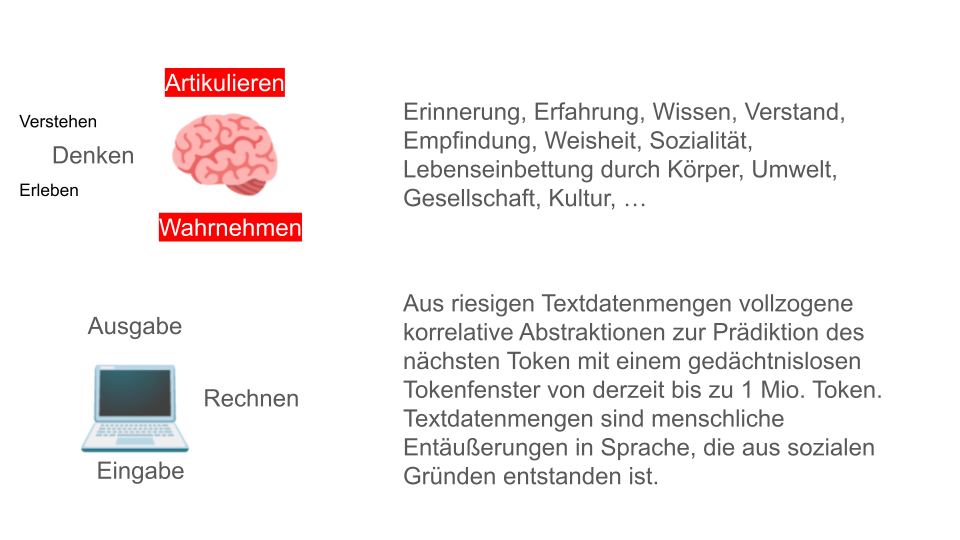 Artikulieren
Verstehen
Denken
Erleben
Wahrnehmen
Erinnerung, Erfahrung, Wissen, Verstand,
Empfindung, Weisheit, Sozialität,
Lebenseinbettung durch Körper, Umwelt,
Gesellschaft, Kultur, …
Ausgabe
Rechnen
Eingabe
Aus riesigen Textdatenmengen vollzogene
korrelative Abstraktionen zur Prädiktion des
nächsten Token mit einem gedächtnislosen
Tokenfenster von derzeit bis zu 1 Mio. Token.
Textdatenmengen sind menschliche
Entäußerungen in Sprache, die aus sozialen
Gründen entstanden ist.